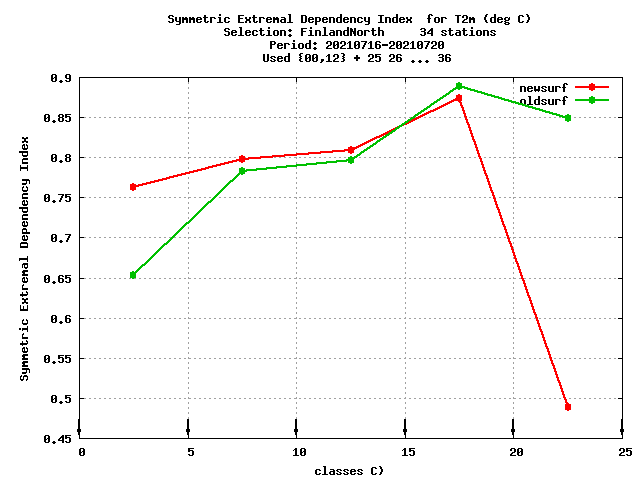 Symmetric Extremal Dependency Index  for T2m (deg C)
Selection: FinlandNorth     34 stations
Period: 20210716-20210720
Used {00,12} + 25 26 ... 36
newsurf
oldsurf
0.9
0.85
0.8
0.75
0.7
0.65
0.6
0.55
0.5
0.45
Symmetric Extremal Dependency Index
0 5 10 15 20 25
classes C)